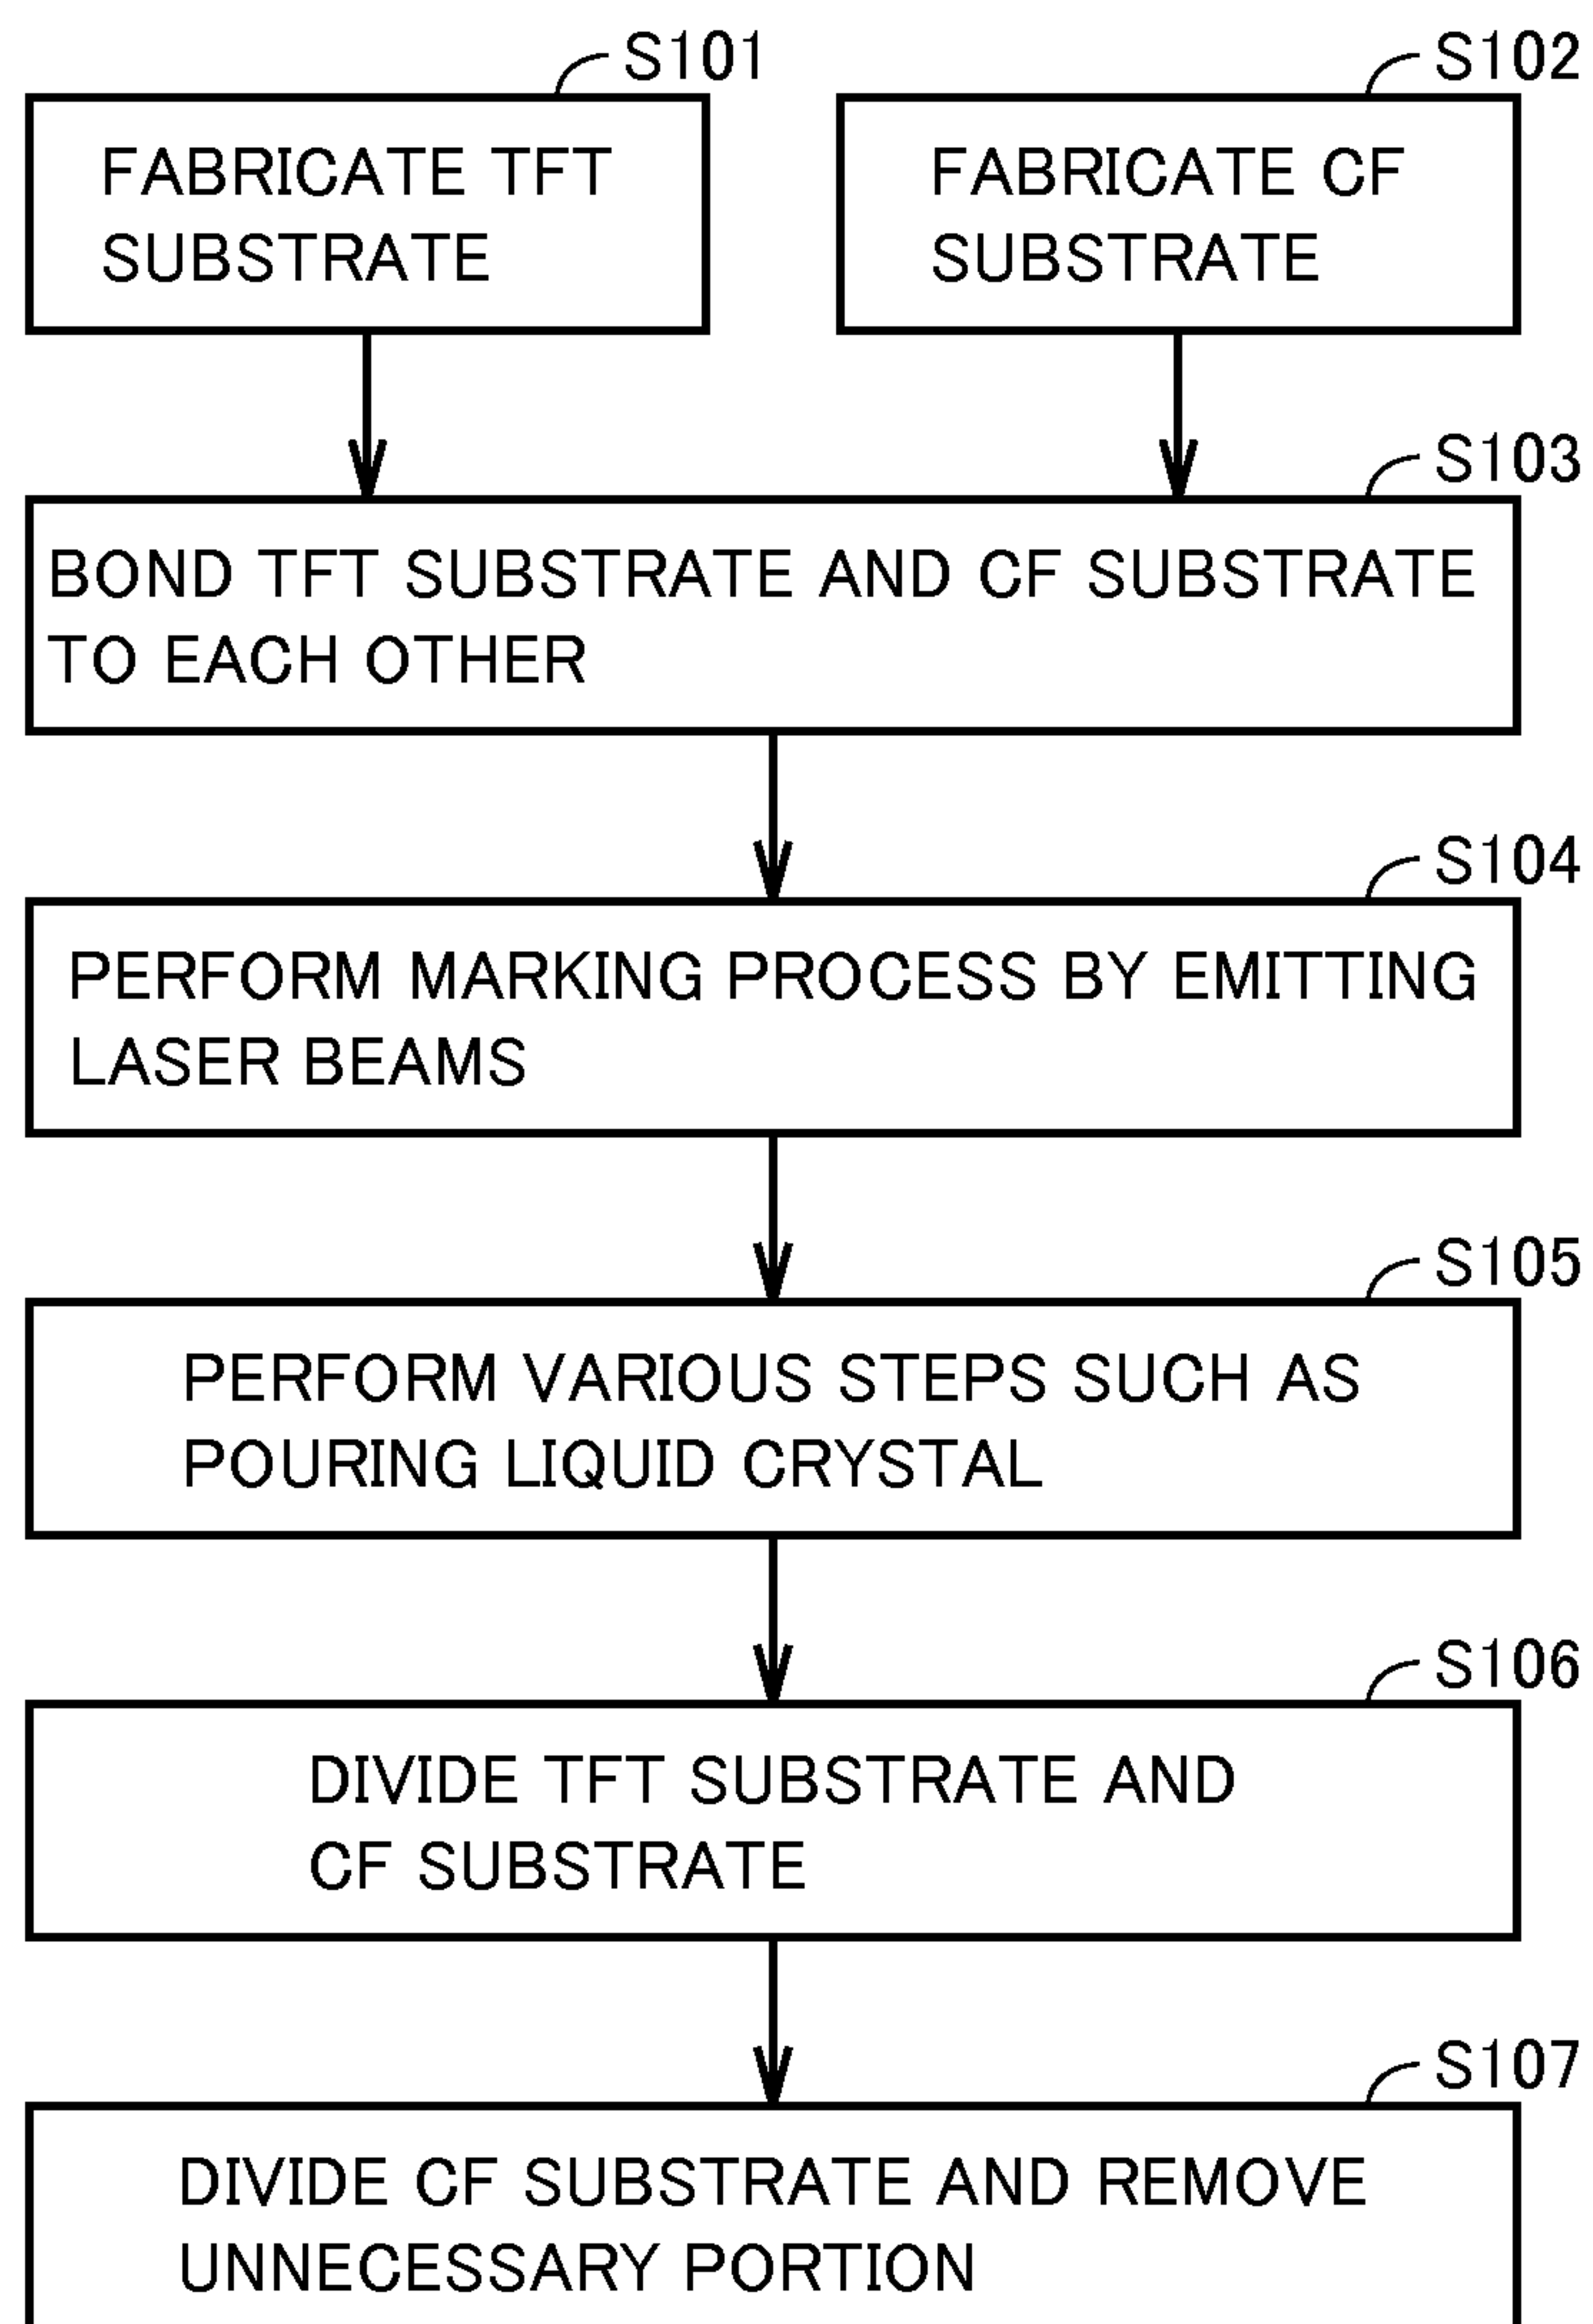 S101
FABRICATE TFT
SUBSTRATE
S102
FABRICATE CF
SUBSTRATE
S103
BOND TFT SUBSTRATE AND CF SUBSTRATE
TO EACH OTHER
S104
PERFORM MARKING PROCESS BY EMITTING
LASER BEAMS
S105
PERFORM VARIOUS STEPS SUCH AS
POURING LIQUID CRYSTAL
S106
DIVIDE TFT SUBSTRATE AND
CF SUBSTRATE
S107
DIVIDE CF SUBSTRATE AND REMOVE
UNNECESSARY PORTION